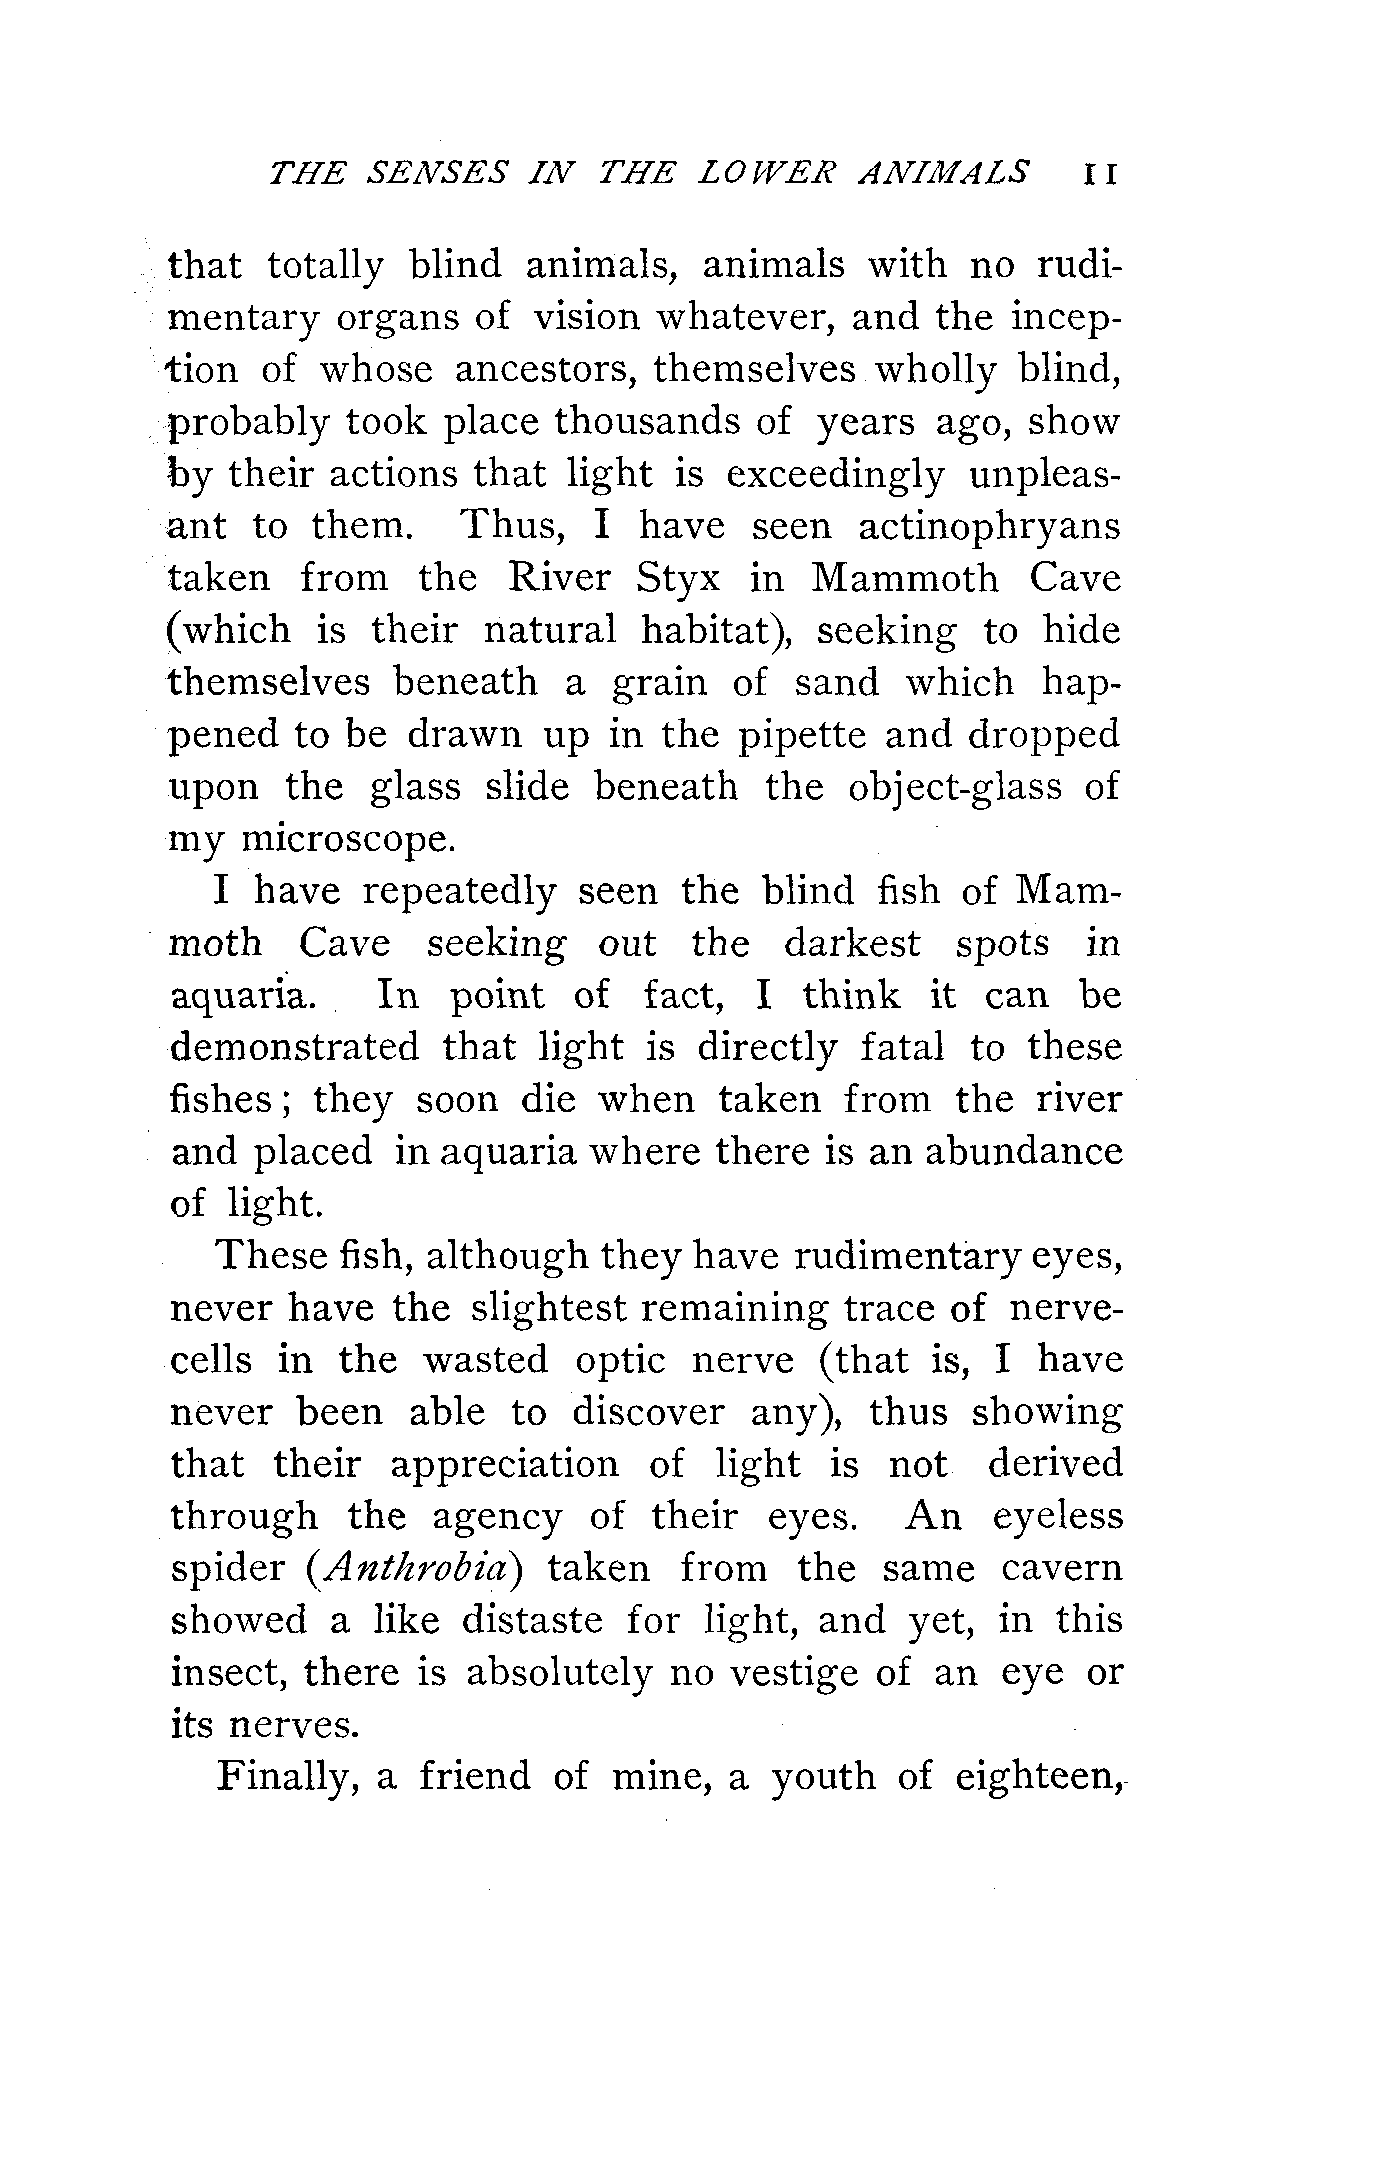 THE SENSES IN THE LOWER ANIMALS 11
that totally blind animals, animals with no rudi-
mentary organs of vision whatever, and the incep-
tion of whose ancestors, themselves wholly blind,
probably took place thousands of years ago, show
by their actions that light is exceedingly unpleas-
ant to them. Thus, I have seen actinophryans
taken from the River Styx in Mammoth Cave
(which is their natural habitat), seeking to hide
themselves beneath a grain of sand which hap-
pened to be drawn up in the pipette and dropped
upon the glass slide beneath the object-glass of
my microscope.
I have repeatedly seen the blind fish of Mam-
moth Cave seeking out the darkest spots in
aquaria. In point of fact, I think it can be
demonstrated that light is directly fatal to these
fishes; they soon die when taken from the river
and placed in aquaria where there is an abundance
of light.
These fish, although they have rudimentary eyes,
never have the slightest remaining trace of nerve-
cells in the wasted optic nerve (that is, I have
never been able to discover any), thus showing
that their appreciation of light is not derived
through the agency of their eyes. An eyeless
spider (Anthrobia) taken from the same cavern
showed a like distaste for light, and yet, in this
insect, there is absolutely no vestige of an eye or
its nerves.
Finally, a friend of mine, a youth of eighteen,